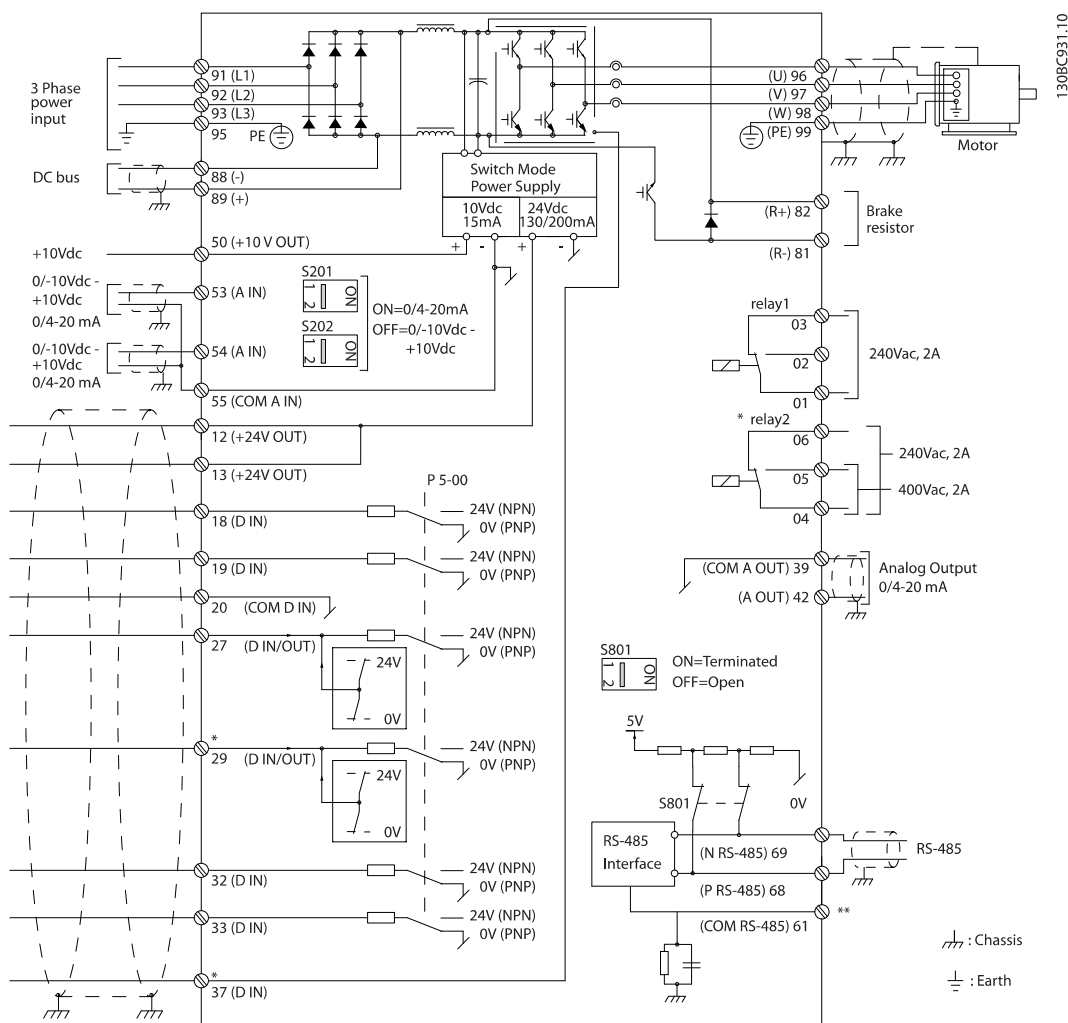 130BC931.10
3 Phase
power
input
91 (L1)
92 (L2)
93 (L3)
95
PE
DC bus
88 (-)
89 (+)
+10Vdc
50 (+10 V OUT)
0/-10Vdc -
+10Vdc
0/4-20 mA
53 (A IN)
0/-10Vdc -
+10Vdc
0/4-20 mA
54 (A IN)
55 (COM A IN)
12 (+24V OUT)
13 (+24V OUT)
18 (D IN)
19 (D IN)
20 (COM D IN)
27 (D IN/OUT)
24V
0V
*
29 (D IN/OUT)
24V
0V
32 (D IN)
33 (D IN)
*
37 (D IN)
Switch Mode
Power Supply
10Vdc
15mA
24Vdc
130/200mA
+ - + -
S201
1 2
ON
S202
1 2
ON
ON=0/4-20mA
OFF=0/-10Vdc -
+10Vdc
P 5-00
24V (NPN)
0V (PNP)
24V (NPN)
0V (PNP)
24V (NPN)
0V (PNP)
24V (NPN)
0V (PNP)
24V (NPN)
0V (PNP)
24V (NPN)
0V (PNP)
(U) 96
(V) 97
(W) 98
(PE) 99
Motor
(R+) 82
(R-) 81
Brake
resistor
relay1
03
02
01
240Vac, 2A
* relay2
06
05
04
240Vac, 2A
400Vac, 2A
(COM A OUT) 39
(A OUT) 42
Analog Output
0/4-20 mA
S801
1 2
ON
ON=Terminated
OFF=Open
5V
S801
0V
RS-485
Interface
(N RS-485) 69
(P RS-485) 68
(COM RS-485) 61
RS-485
**
: Chassis
: Earth